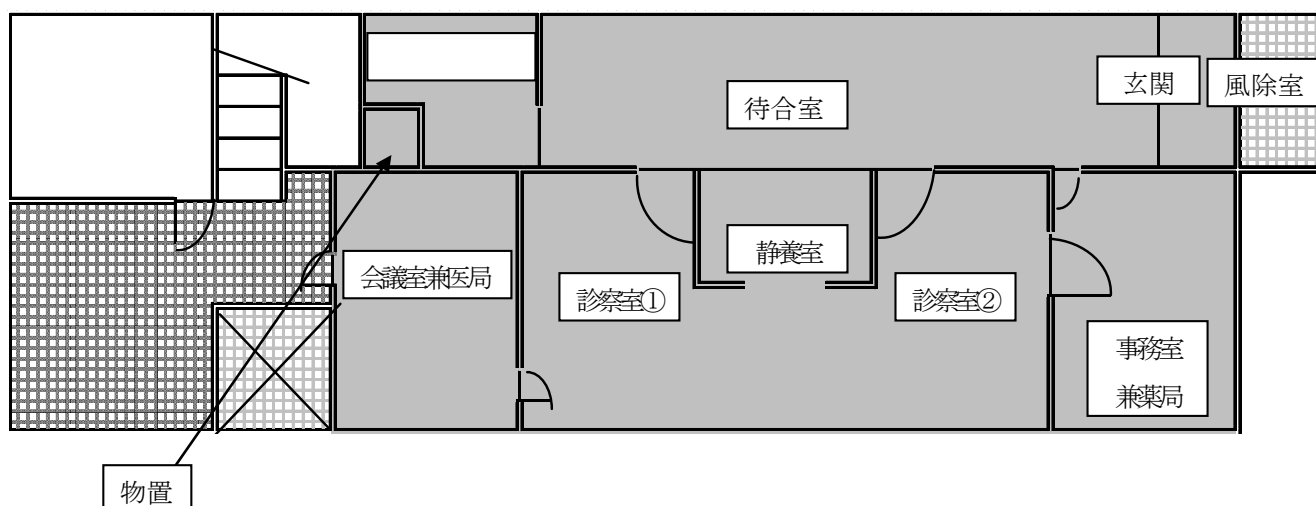 待合室
玄関
風除室
静養室
会議室兼医局
診察室①
診察室②
事務室
兼薬局
物置